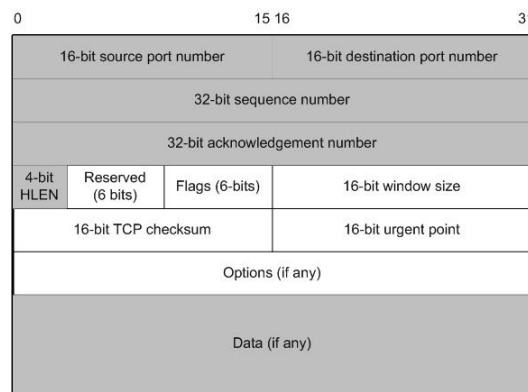 0 15 16 31
16-bit source port number 16-bit destination port number
32-bit sequence number
32-bit acknowledgement number
4-bit HLEN Reserved (6 bits) Flags (6-bits) 16-bit window size
16-bit TCP checksum 16-bit urgent point
Options (if any)
Data (if any)